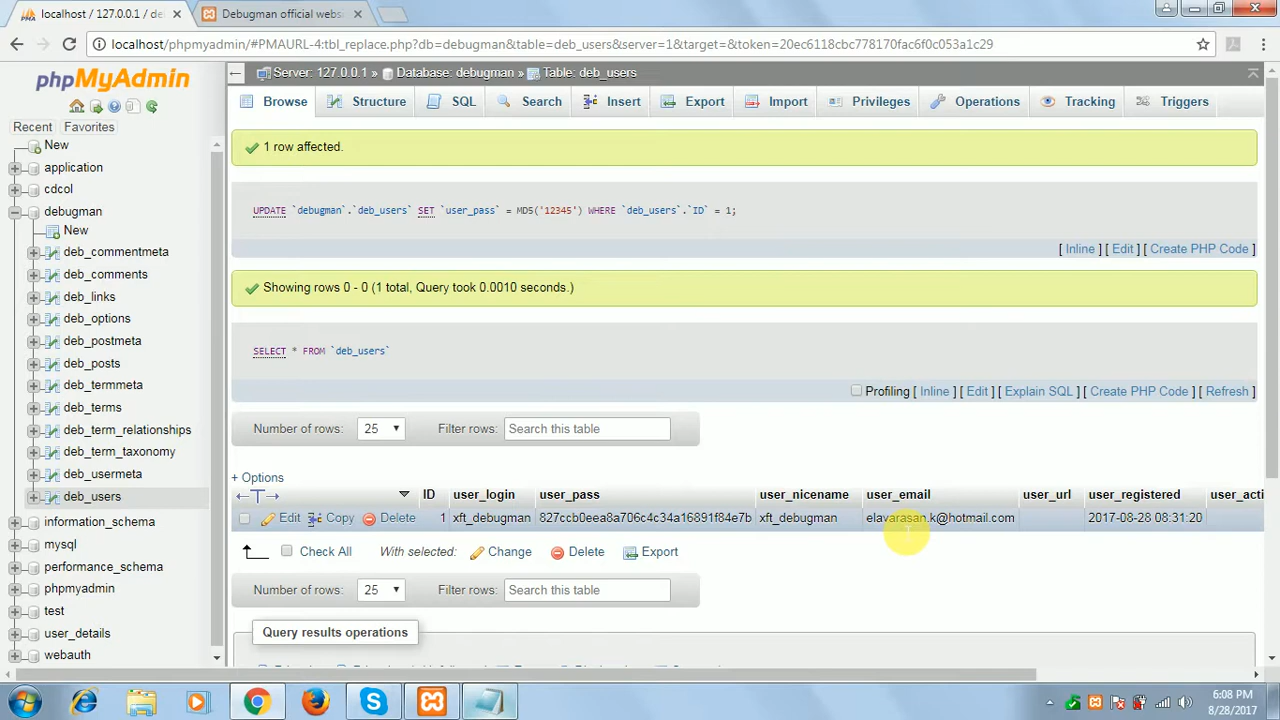 localhost / 127.0.0.1 / de
Debugman official websi
localhost/phpmyadmin/#PMAURL-4:tbl_replace.php?db=debugman&table=deb_users&server=1&target=&token=20ec6118cbc778170fac6f0c053a1c29
phpMyAdmin
Recent Favorites
New
application
cdcol
debugman
New
deb_commentmeta
deb_comments
deb_links
deb_options
deb_postmeta
deb_posts
deb_termmeta
deb_terms
deb_term_relationships
deb_term_taxonomy
deb_usermeta
deb_users
information_schema
mysql
performance_schema
phpmyadmin
test
user_details
webauth
Server: 127.0.0.1 » Database: debugman » Table: deb_users
Browse Structure SQL Search Insert Export Import Privileges Operations Tracking Triggers
1 row affected.
UPDATE `debugman`.`deb_users` SET `user_pass` = MD5('12345') WHERE `deb_users`.`ID` = 1;
[ Inline ] [ Edit ] [ Create PHP Code ]
Showing rows 0 - 0 (1 total, Query took 0.0010 seconds.)
SELECT * FROM `deb_users`
Profiling [ Inline ] [ Edit ] [ Explain SQL ] [ Create PHP Code ] [ Refresh ]
Number of rows: 25 Filter rows: Search this table
+ Options
ID user_login user_pass user_nicename user_email user_url user_registered user_acti
Edit Copy Delete 1 xft_debugman 827ccb0eea8a706c4c34a16891f84e7b xft_debugman elavarasan.k@hotmail.com 2017-08-28 08:31:20
Check All With selected: Change Delete Export
Number of rows: 25 Filter rows: Search this table
Query results operations
6:08 PM
8/28/2017